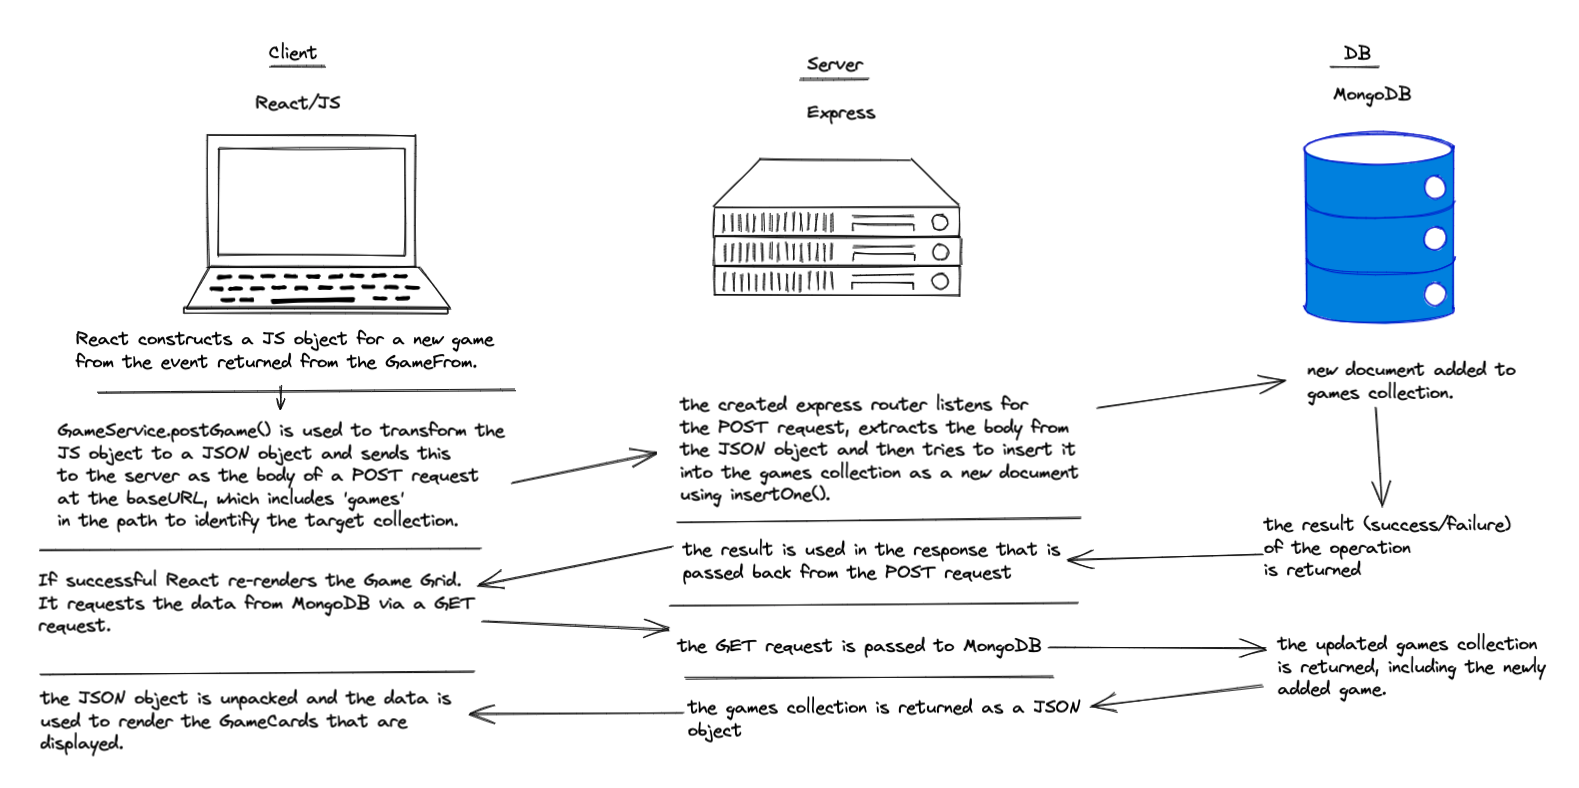 Client
React/JS
Server
Express
DB
MongoDB
React constructs a JS object for a new game
from the event returned from the GameFrom.
GameService.postGame() is used to transform the
JS object to a JSON object and sends this
to the server as the body of a POST request
at the baseURL, which includes 'games'
in the path to identify the target collection.
the created express router listens for
the POST request, extracts the body from
the JSON object and then tries to insert it
into the games collection as a new document
using insertOne().
new document added to
games collection.
the result (success/failure)
of the operation
is returned
the result is used in the response that is
passed back from the POST request
If successful React re-renders the Game Grid.
It requests the data from MongoDB via a GET
request.
the GET request is passed to MongoDB
the updated games collection
is returned, including the newly
added game.
the games collection is returned as a JSON
object
the JSON object is unpacked and the data is
used to render the GameCards that are
displayed.